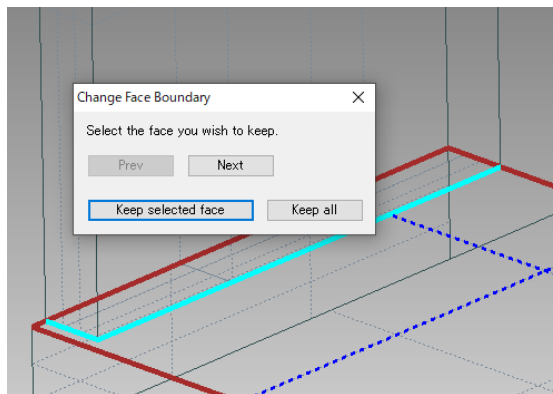 Change Face Boundary
Select the face you wish to keep.
Prev Next
Keep selected face Keep all